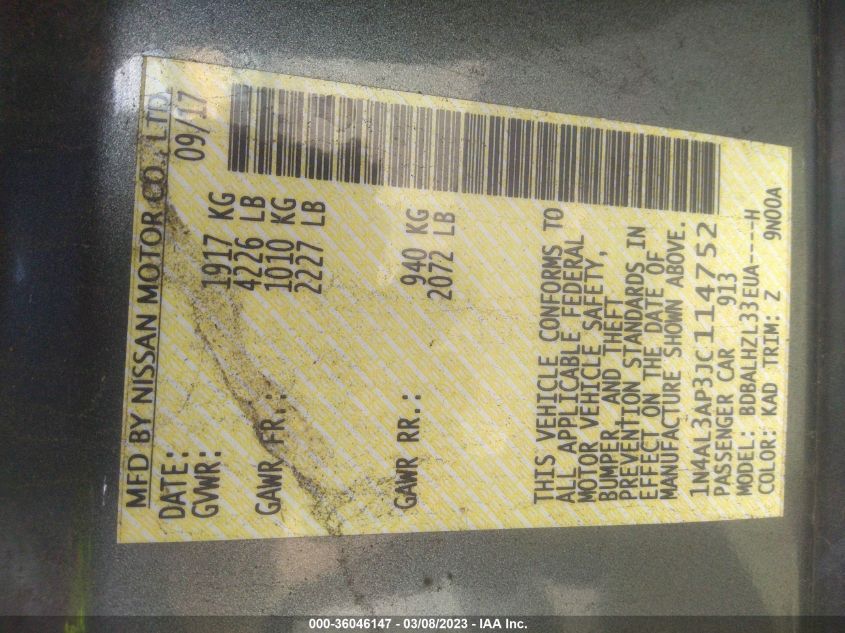 MFD BY NISSAN MOTOR CO., LTD.
DATE: 09/17
GVWR: 1917 KG
4226 LB
GAWR FR.: 1010 KG
2227 LB
GAWR RR.: 940 KG
2072 LB
THIS VEHICLE CONFORMS TO
ALL APPLICABLE FEDERAL
MOTOR VEHICLE SAFETY,
BUMPER, AND THEFT
PREVENTION STANDARDS IN
EFFECT ON THE DATE OF
MANUFACTURE SHOWN ABOVE.
1N4AL3AP3JC114752
PASSENGER CAR 913
MODEL: BDBALHZL33EUA----H
COLOR: KAD TRIM: Z 9N00A
000-36046147 - 03/08/2023 - IAA Inc.